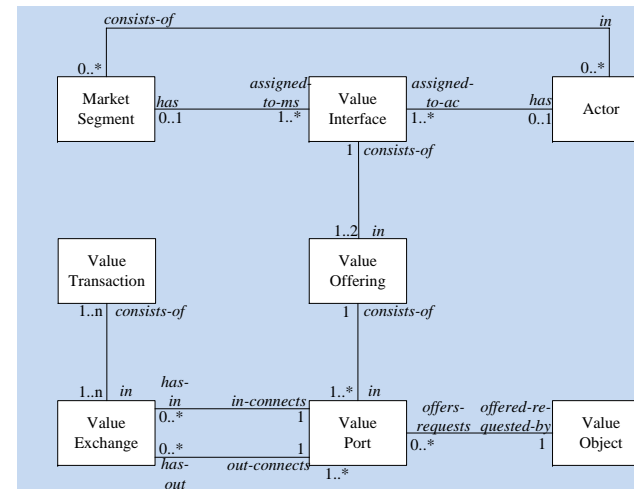 consists-of in
0..* 0..*
Market
Segment
has
0..1
assigned-
to-ms
1..*
Value
Interface
assigned-
to-ac
1..*
has
0..1
Actor
1 consists-of
1..2 in
Value
Transaction
Value
Offering
1..n consists-of
1 consists-of
1..n in
1..* in
Value
Exchange
has-
in
0..*
in-connects
1
0..*
has-
out
1
out-connects
Value
Port
1..*
offers-
requests
0..*
offered-re-
quested-by
1
Value
Object